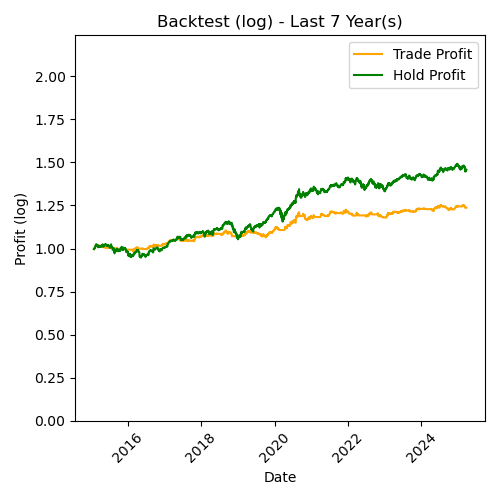 Backtest (log) - Last 7 Year(s)
Trade Profit
Hold Profit
2.00
1.75
1.50
1.25
1.00
0.75
0.50
0.25
0.00
Profit (log)
2016
2018
2020
2022
2024
Date